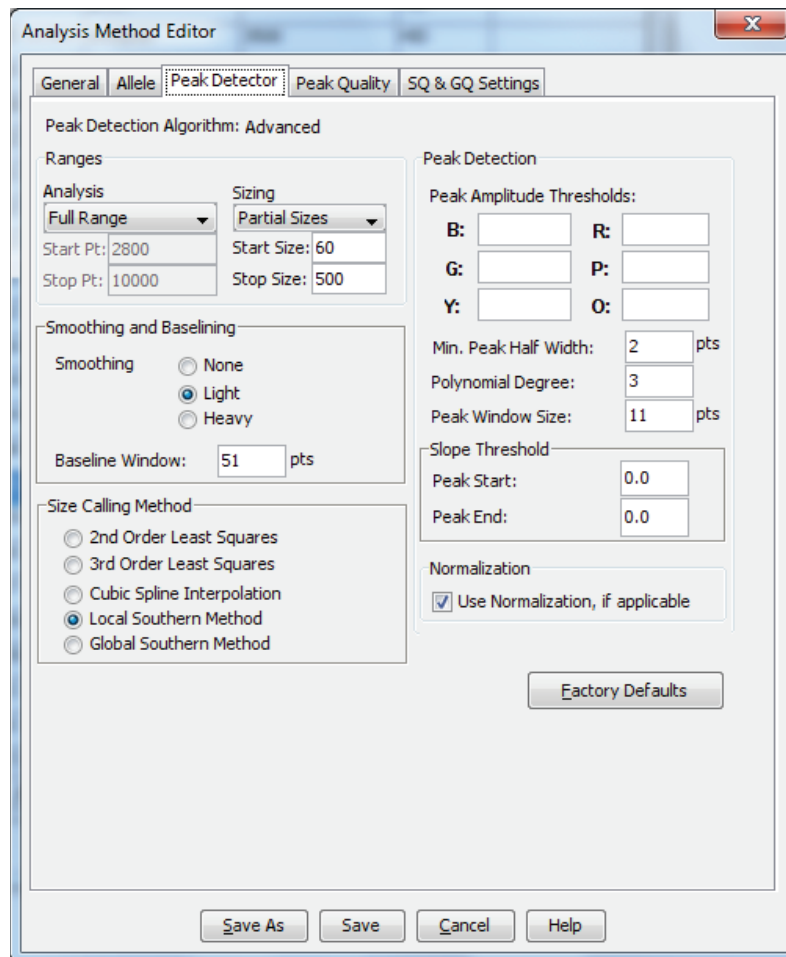 Analysis Method Editor
General Allele Peak Detector Peak Quality SQ & GQ Settings
Peak Detection Algorithm: Advanced
Ranges
Analysis
Full Range
Start Pt: 2800
Stop Pt: 10000
Sizing
Partial Sizes
Start Size: 60
Stop Size: 500
Smoothing and Baselining
Smoothing
None
Light
Heavy
Baseline Window: 51 pts
Size Calling Method
2nd Order Least Squares
3rd Order Least Squares
Cubic Spline Interpolation
Local Southern Method
Global Southern Method
Peak Detection
Peak Amplitude Thresholds:
B: R:
G: P:
Y: O:
Min. Peak Half Width: 2 pts
Polynomial Degree: 3
Peak Window Size: 11 pts
Slope Threshold
Peak Start: 0.0
Peak End: 0.0
Normalization
Use Normalization, if applicable
Factory Defaults
Save As Save Cancel Help